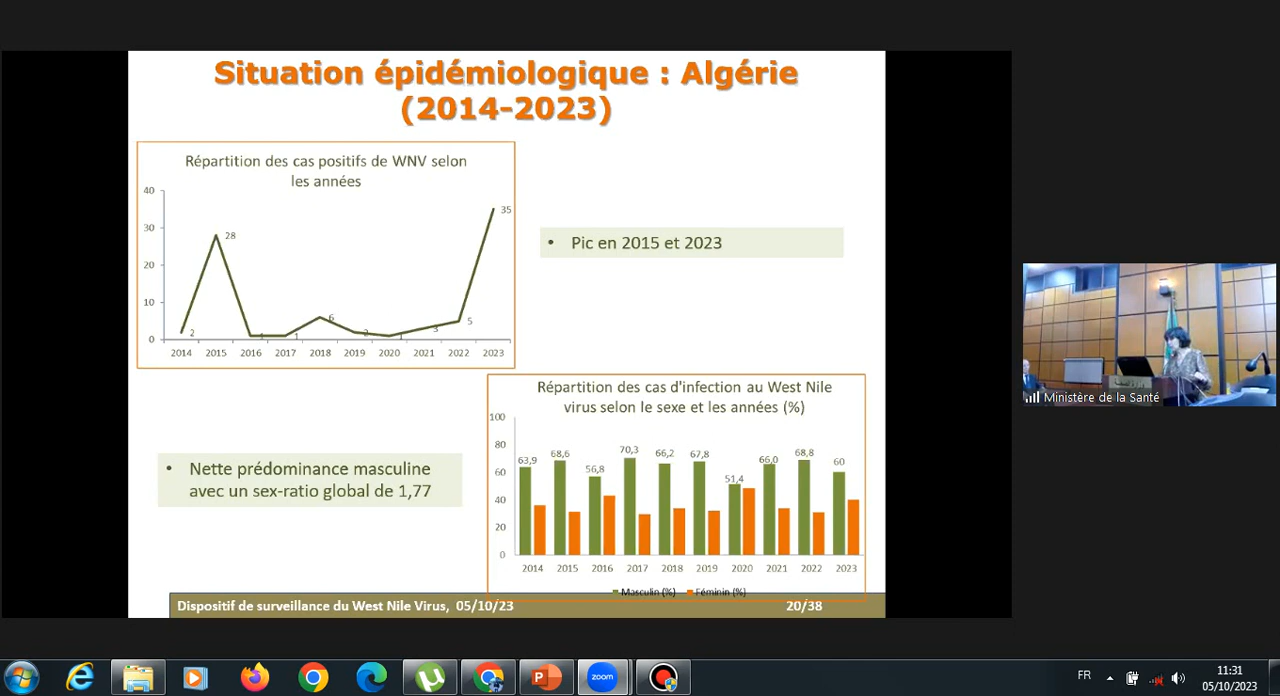 Situation épidémiologique : Algérie
(2014-2023)
Répartition des cas positifs de WNV selon
les années
40
30
20
10
0
2
28
1
1
6
2
1
3
5
35
2014 2015 2016 2017 2018 2019 2020 2021 2022 2023
• Pic en 2015 et 2023
• Nette prédominance masculine
avec un sex-ratio global de 1,77
Répartition des cas d'infection au West Nile
virus selon le sexe et les années (%)
100
80
60
40
20
0
63,9 68,6 56,8 70,3 66,2 67,8 51,4 66,0 68,8 60
2014 2015 2016 2017 2018 2019 2020 2021 2022 2023
Masculin (%) Féminin (%)
Dispositif de surveillance du West Nile Virus, 05/10/23 20/38
Ministère de la Santé
zoom
FR
11:31
05/10/2023